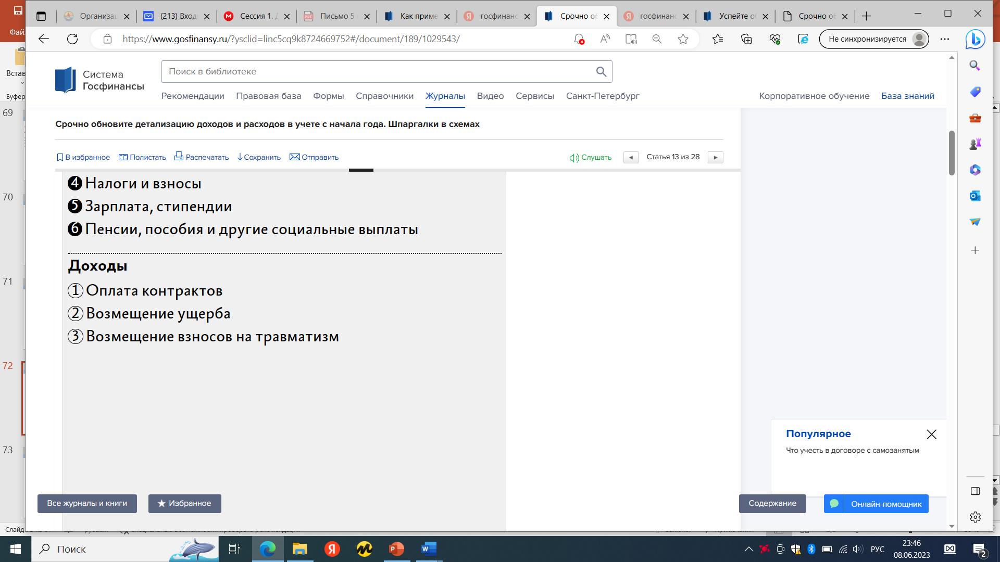 Организа
(213) Вход
Сессия 1. Д
Письмо 5
Как приме
госфинанс
Срочно об
госфинанс
Успейте о
Срочно об
https://www.gosfinansy.ru/?ysclid=linc5cq9k8724669752#/document/189/1029543/
Не синхронизируется
Файл
Встав
Буфер
69
70
71
72
73
Система
Госфинансы
Поиск в библиотеке
Рекомендации Правовая база Формы Справочники Журналы Видео Сервисы Санкт-Петербург Корпоративное обучение База знаний
Срочно обновите детализацию доходов и расходов в учете с начала года. Шпаргалки в схемах
В избранное Полистать Распечатать Сохранить Отправить Слушать Статья 13 из 28
4 Налоги и взносы
5 Зарплата, стипендии
6 Пенсии, пособия и другие социальные выплаты
Доходы
1 Оплата контрактов
2 Возмещение ущерба
3 Возмещение взносов на травматизм
Популярное
Что учесть в договоре с самозанятым
Все журналы и книги
Избранное
Содержание
Онлайн-помощник
Слайд
Поиск
РУС
23:46
08.06.2023
2